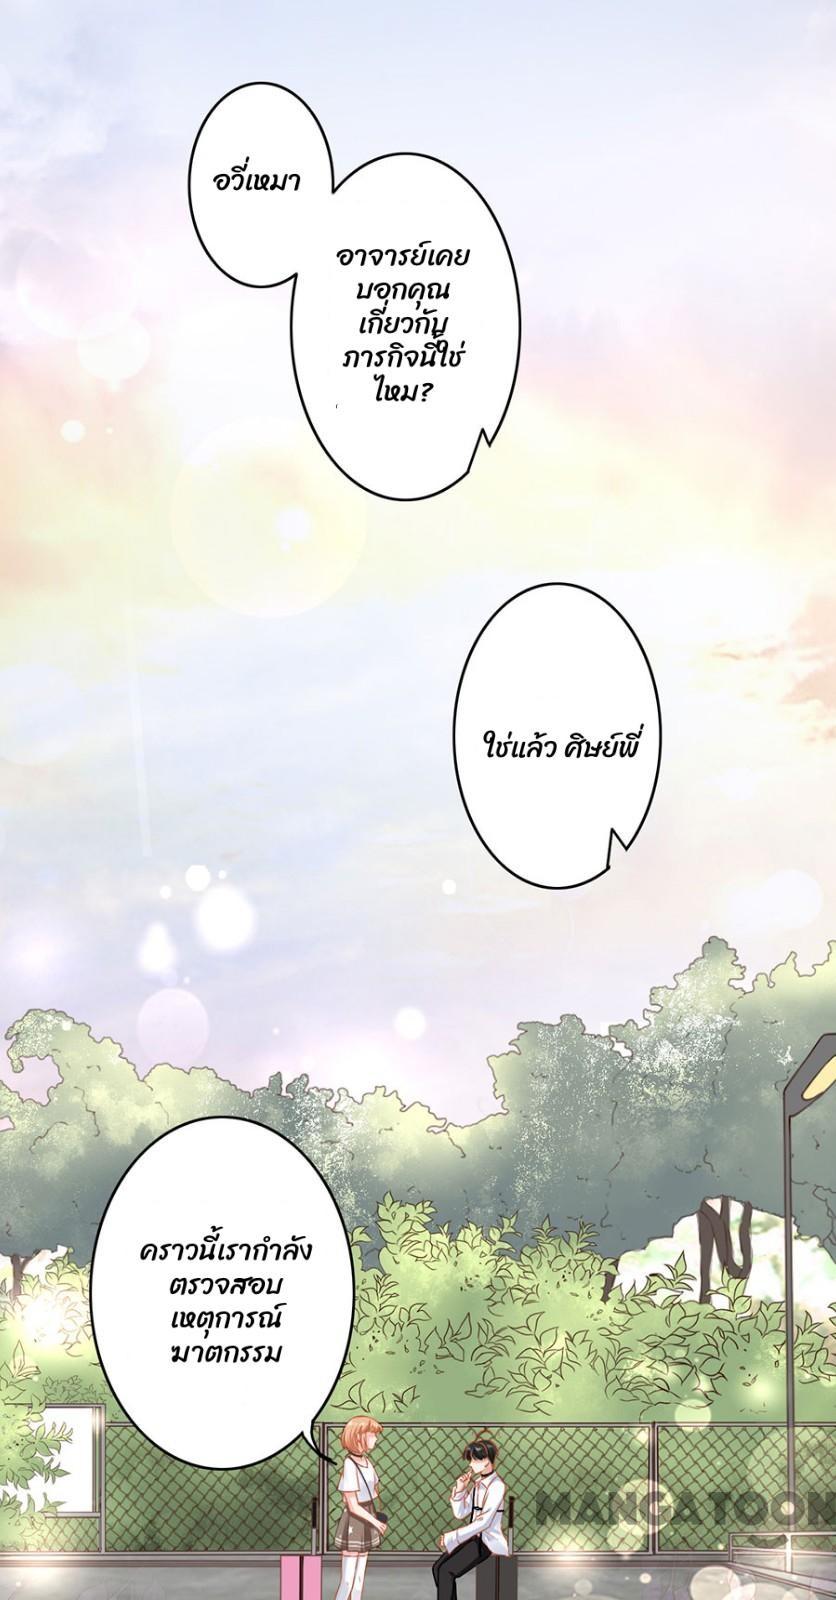 อวี่เหมา
อาจารย์เคย
บอกคุณ
เกี่ยวกับ
ภารกิจนี้ใช่
ไหม?
ใช่แล้ว ศิษย์พี่
คราวนี้เรากำลัง
ตรวจสอบ
เหตุการณ์
ฆาตกรรม
MANGATOON